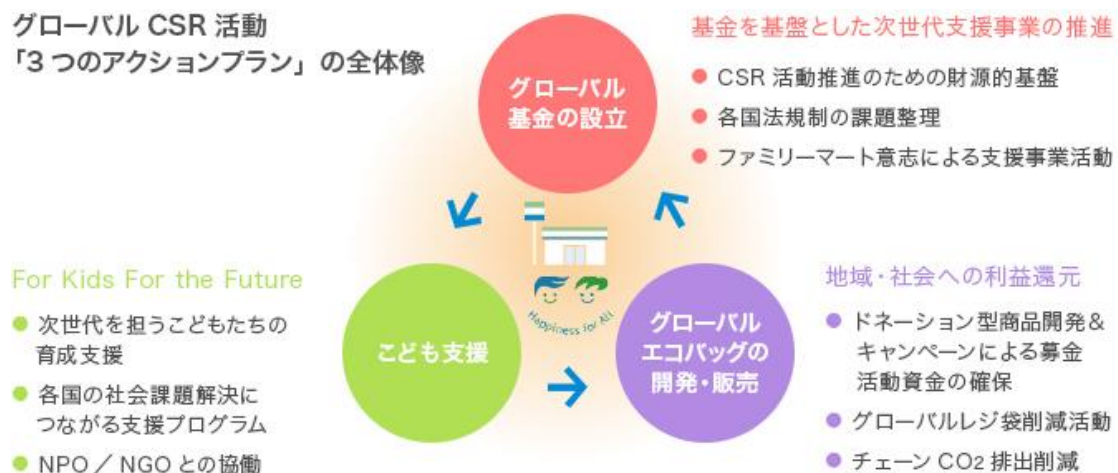 グローバル CSR 活動
「3 つのアクションプラン」の全体像
グローバル
基金の設立
基金を基盤とした次世代支援事業の推進
● CSR 活動推進のための財源的基盤
● 各国法規制の課題整理
● ファミリーマート意志による支援事業活動
For Kids For the Future
● 次世代を担うこどもたちの
育成支援
● 各国の社会課題解決に
つながる支援プログラム
● NPO ／ NGO との協働
こども支援
Happiness for All
グローバル
エコバッグの
開発・販売
地域・社会への利益還元
● ドネーション型商品開発＆
キャンペーンによる募金
活動資金の確保
● グローバルレジ袋削減活動
● チェーン CO2 排出削減